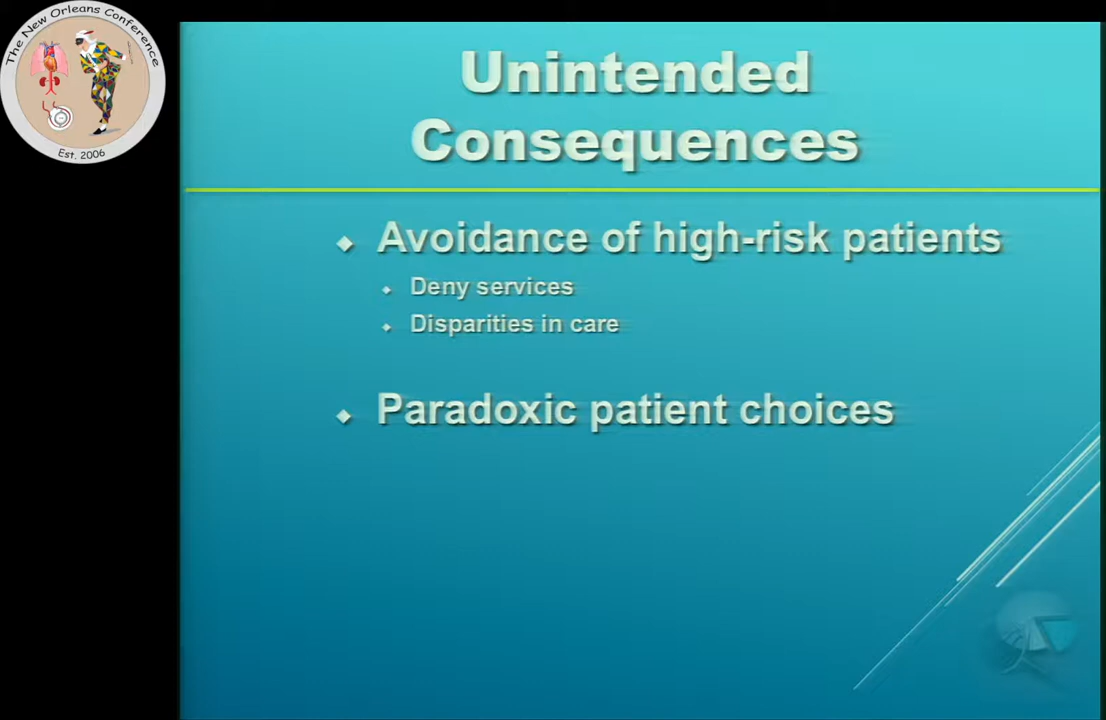 The New Orleans Conference
Est. 2006
Unintended
Consequences
Avoidance of high-risk patients
Deny services
Disparities in care
Paradoxic patient choices